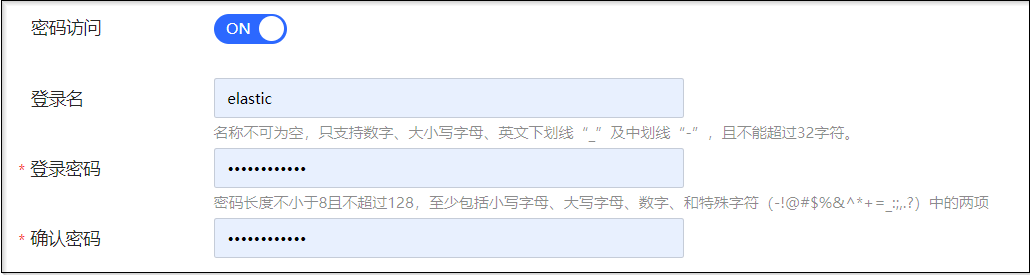 密码访问 ON
登录名 elastic
名称不可为空，只支持数字、大小写字母、英文下划线“_”及中划线“-”，且不能超过32字符。
* 登录密码 ••••••••••••
密码长度不小于8且不超过128，至少包括小写字母、大写字母、数字、和特殊字符（-!@#$%&^*+=_:;,.?）中的两项
* 确认密码 ••••••••••••